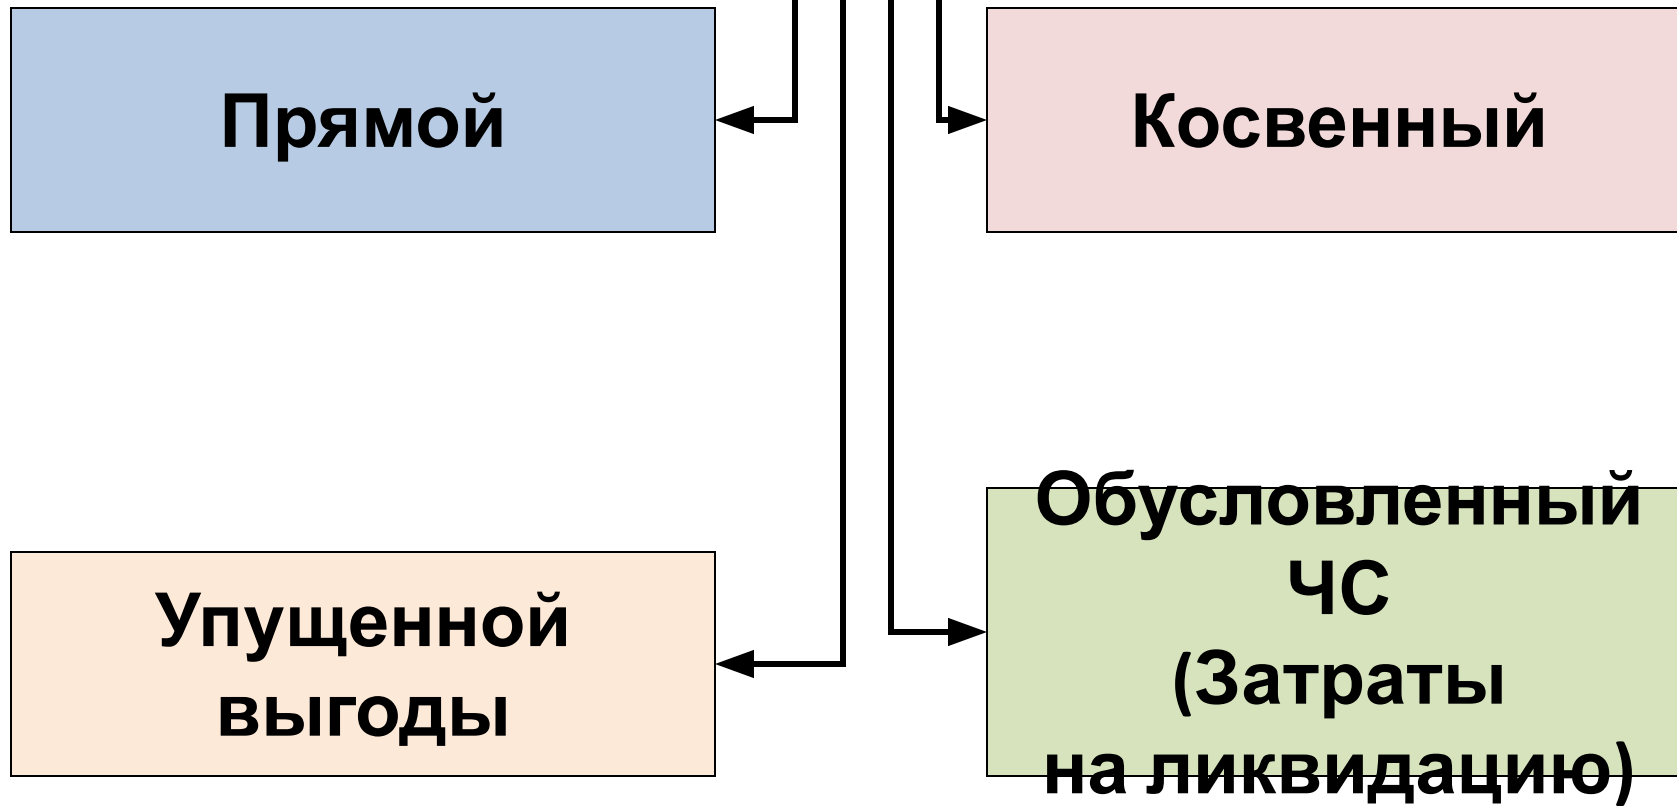 Прямой
Косвенный
Упущенной
выгоды
Обусловленный
ЧС
(Затраты
на ликвидацию)